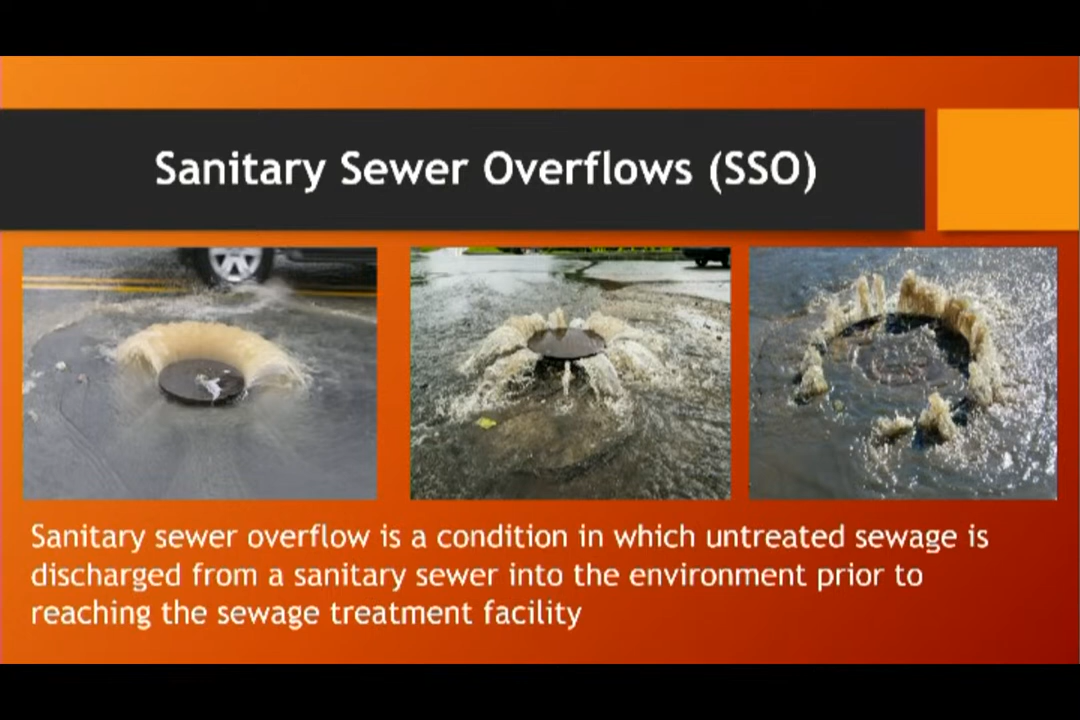 Sanitary Sewer Overflows (SSO)
Sanitary sewer overflow is a condition in which untreated sewage is
discharged from a sanitary sewer into the environment prior to
reaching the sewage treatment facility